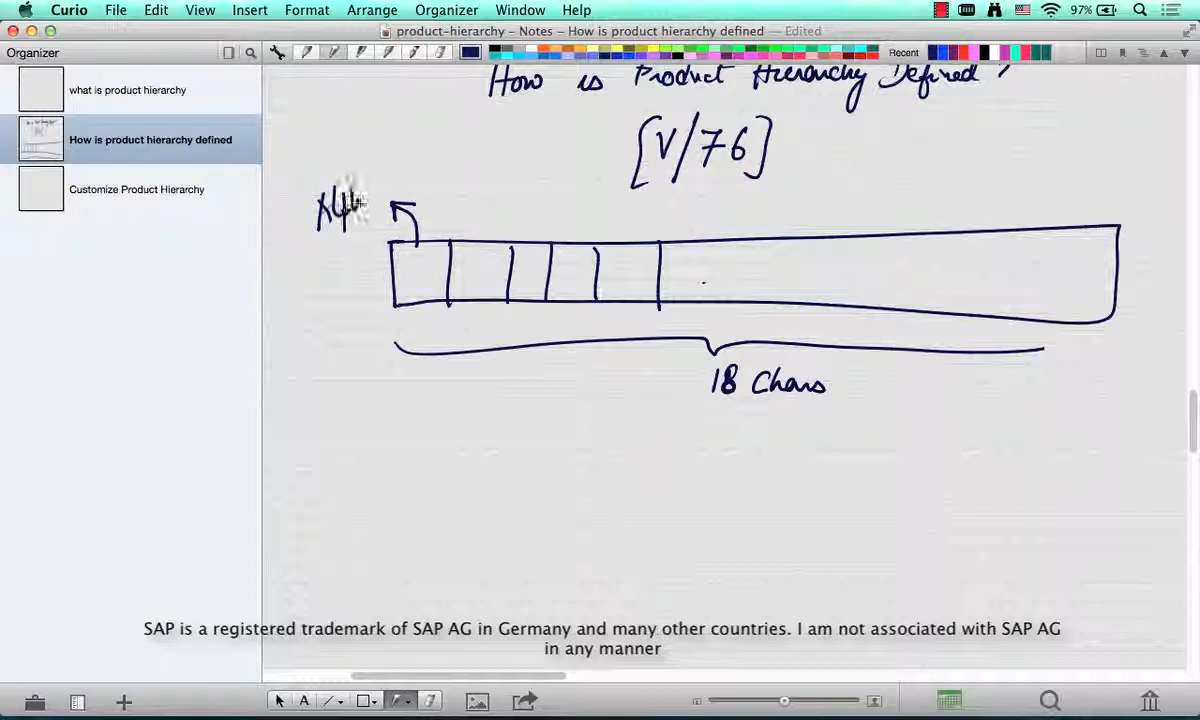 Curio File Edit View Insert Format Arrange Organizer Window Help 97%
product-hierarchy – Notes – How is product hierarchy defined — Edited
Organizer
Recent
what is product hierarchy
How is product hierarchy defined
Customize Product Hierarchy
How is Product Hierarchy Defined ?
[V/76]
18 Chars
SAP is a registered trademark of SAP AG in Germany and many other countries. I am not associated with SAP AG
in any manner
A